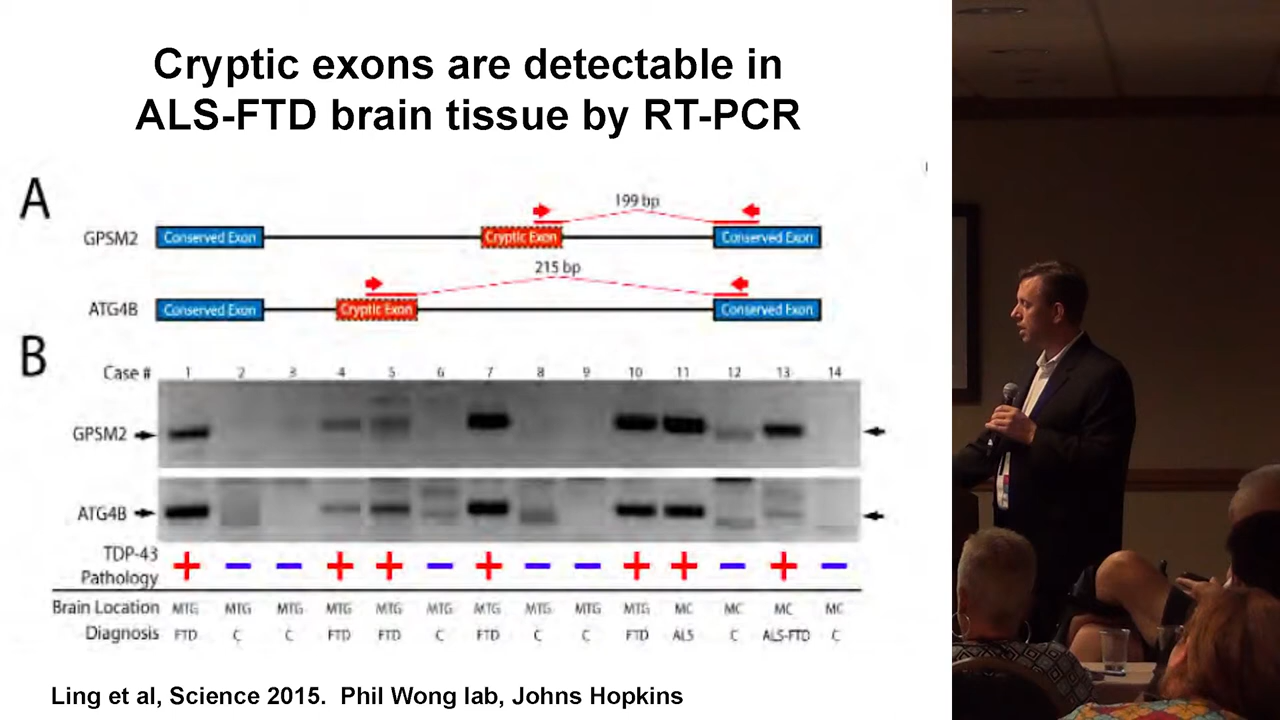 Cryptic exons are detectable in
ALS-FTD brain tissue by RT-PCR
A
199 bp
GPSM2 Conserved Exon Cryptic Exon Conserved Exon
215 bp
ATG4B Conserved Exon Cryptic Exon Conserved Exon
B
Case # 1 2 3 4 5 6 7 8 9 10 11 12 13 14
GPSM2
ATG4B
TDP-43
Pathology + − − + + − + − − + + − + −
Brain Location MTG MTG MTG MTG MTG MTG MTG MTG MTG MTG MC MC MC MC
Diagnosis FTD C C FTD FTD C FTD C C FTD ALS C ALS-FTD C
Ling et al, Science 2015. Phil Wong lab, Johns Hopkins